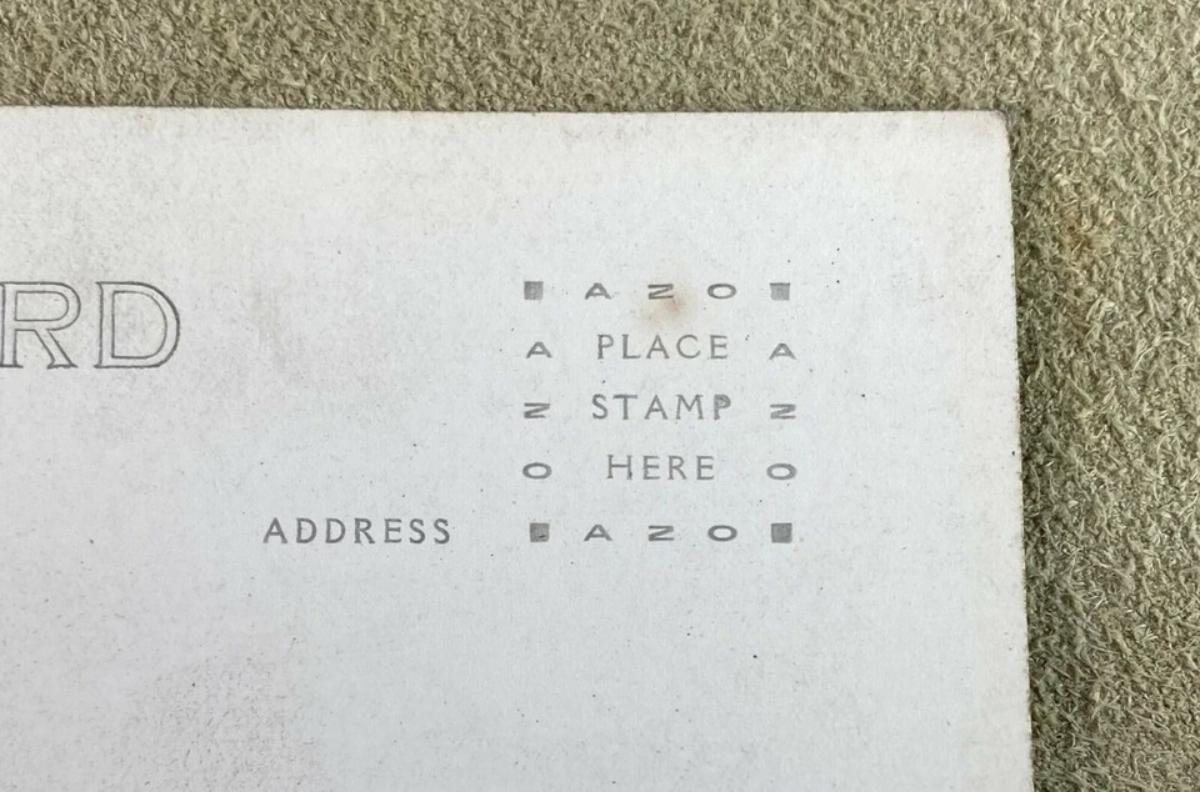 RD
■ AZO ■
A PLACE A
N STAMP N
O HERE O
ADDRESS ■ AZO ■